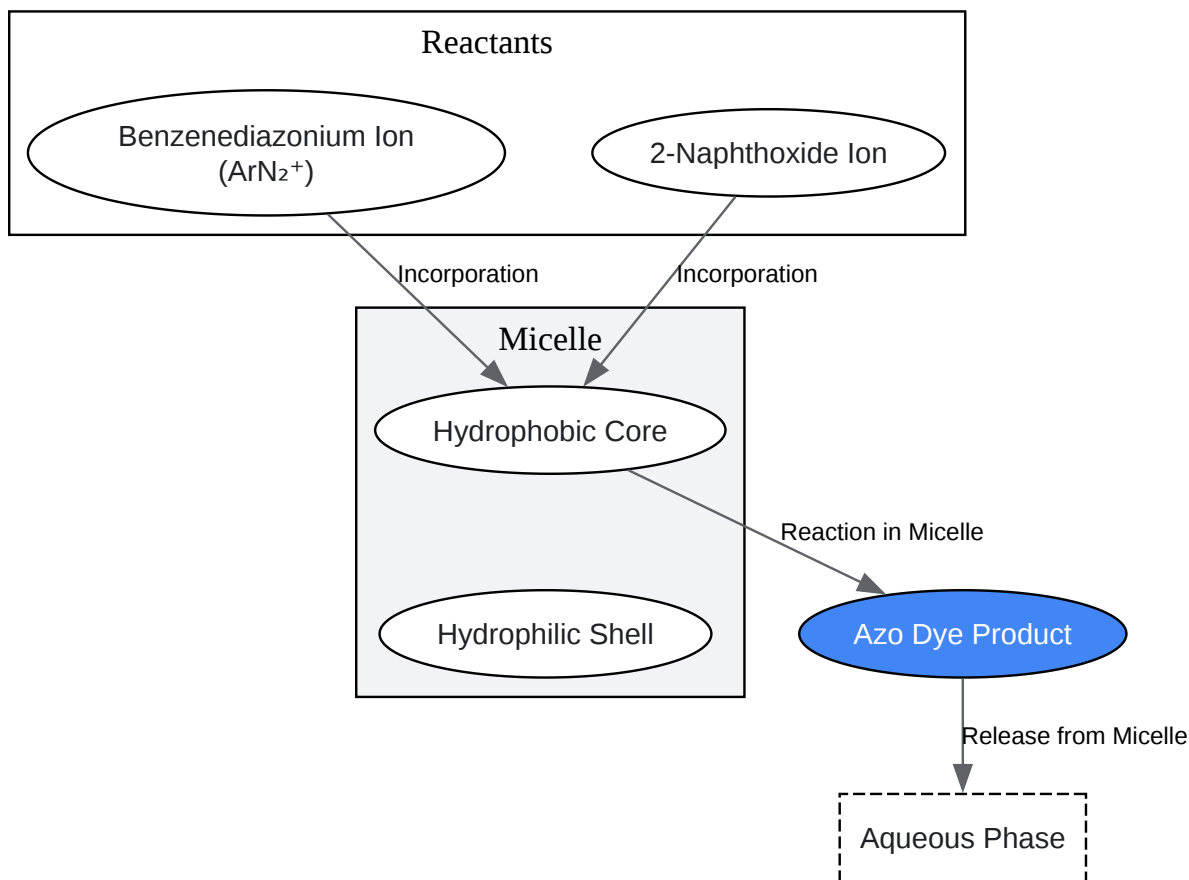 Reactants
Benzenediazonium Ion
(ArN₂⁺)
2-Naphthoxide Ion
Incorporation
Incorporation
Micelle
Hydrophobic Core
Reaction in Micelle
Hydrophilic Shell
Azo Dye Product
Release from Micelle
Aqueous Phase